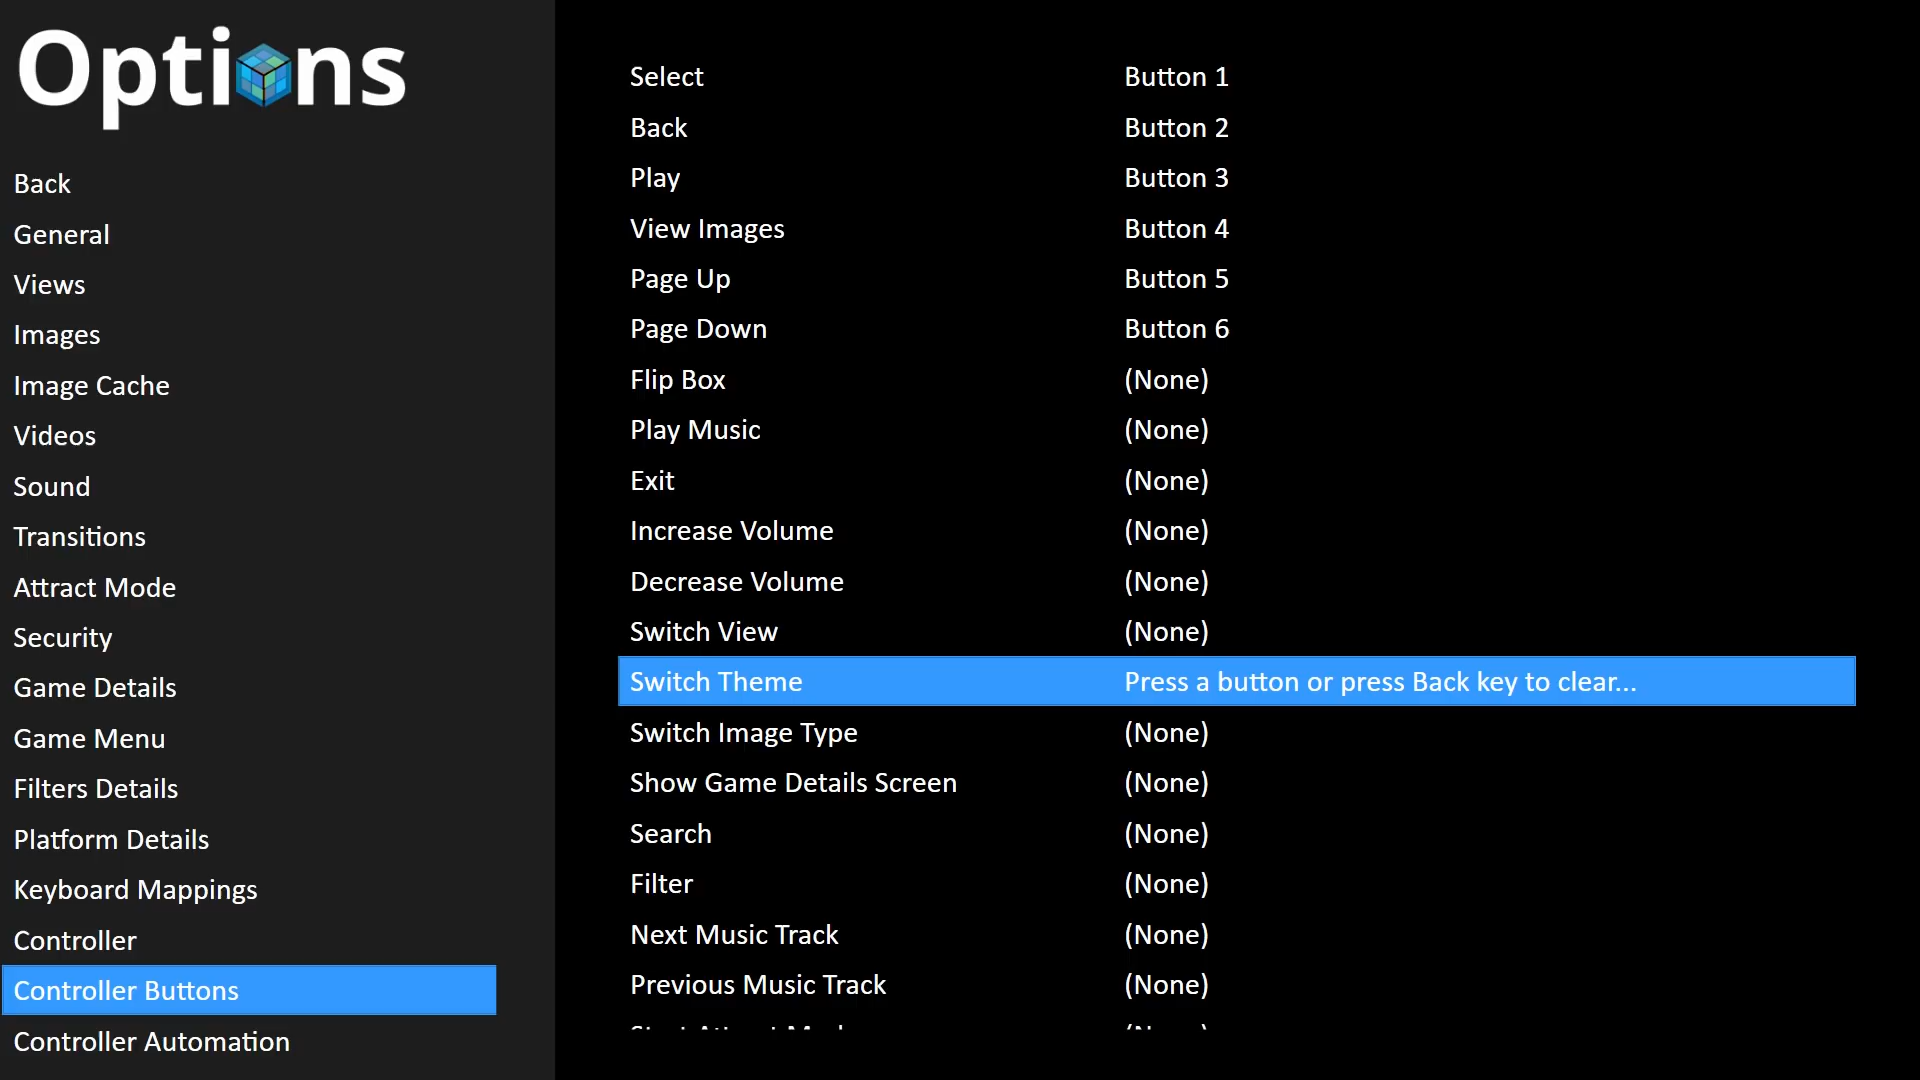 Options
Back
General
Views
Images
Image Cache
Videos
Sound
Transitions
Attract Mode
Security
Game Details
Game Menu
Filters Details
Platform Details
Keyboard Mappings
Controller
Controller Buttons
Controller Automation
Select Button 1
Back Button 2
Play Button 3
View Images Button 4
Page Up Button 5
Page Down Button 6
Flip Box (None)
Play Music (None)
Exit (None)
Increase Volume (None)
Decrease Volume (None)
Switch View (None)
Switch Theme Press a button or press Back key to clear...
Switch Image Type (None)
Show Game Details Screen (None)
Search (None)
Filter (None)
Next Music Track (None)
Previous Music Track (None)